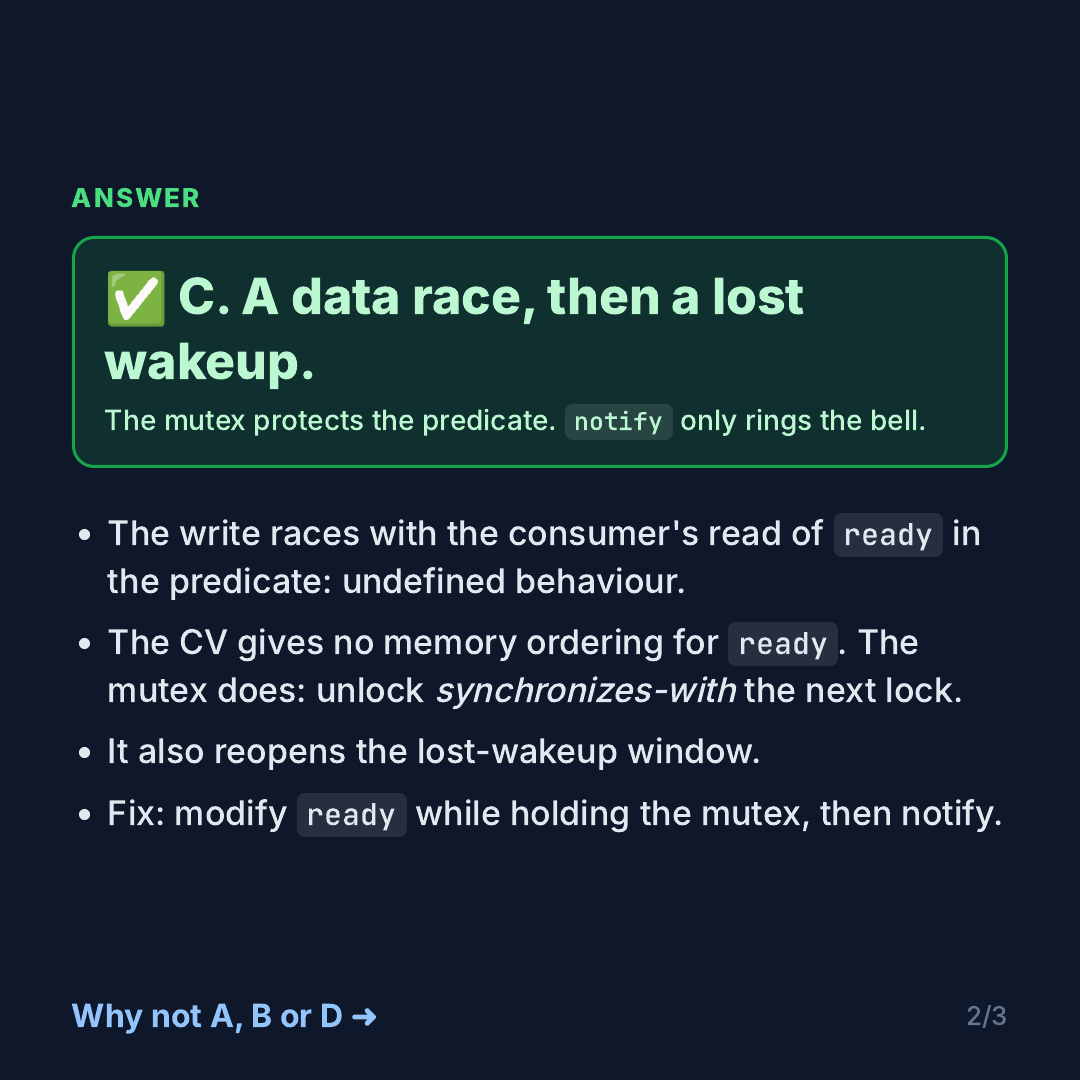 ANSWER
✅ C. A data race, then a lost
wakeup.
The mutex protects the predicate. notify only rings the bell.
• The write races with the consumer's read of ready in
the predicate: undefined behaviour.
• The CV gives no memory ordering for ready. The
mutex does: unlock synchronizes-with the next lock.
• It also reopens the lost-wakeup window.
• Fix: modify ready while holding the mutex, then notify.
Why not A, B or D ➜
2/3